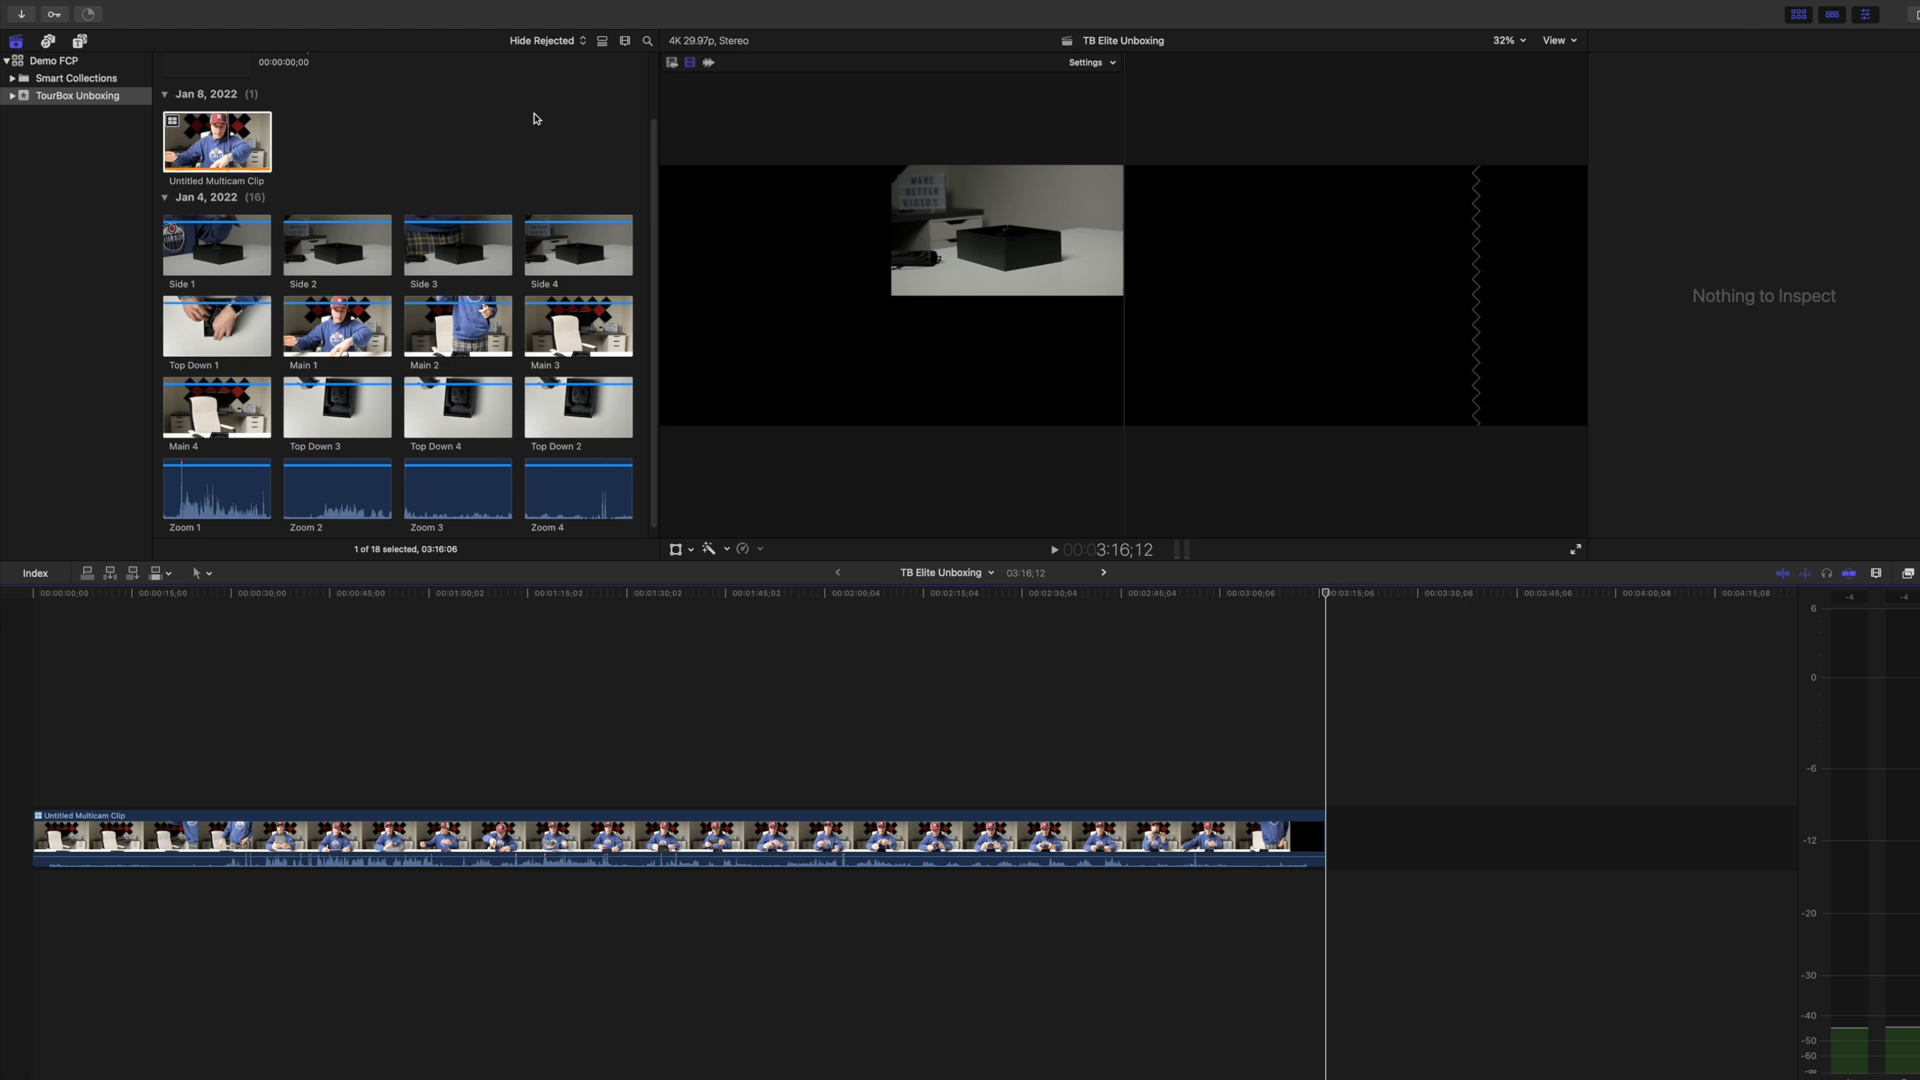 Hide Rejected
4K 29.97p, Stereo
TB Elite Unboxing
32%
View
Demo FCP
Smart Collections
TourBox Unboxing
00:00:00;00
Settings
Jan 8, 2022 (1)
Untitled Multicam Clip
Jan 4, 2022 (16)
MAKE
BETTER
VIDEOS
Side 1
Side 2
Side 3
Side 4
Nothing to Inspect
Top Down 1
Main 1
Main 2
Main 3
Main 4
Top Down 3
Top Down 4
Top Down 2
Zoom 1
Zoom 2
Zoom 3
Zoom 4
1 of 18 selected, 03:16:06
00:03:16;12
Index
TB Elite Unboxing
03:16;12
00:00:00;00
00:00:15;00
00:00:30;00
00:00:45;00
00:01:00;02
00:01:15;02
00:01:30;02
00:01:45;02
00:02:00;04
00:02:15;04
00:02:30;04
00:02:45;04
00:03:00;06
00:03:15;06
00:03:30;06
00:03:45;06
00:04:00;08
00:04:15;08
-4
-4
6
0
-6
-12
-20
-30
-40
-50
-60
-∞
Untitled Multicam Clip